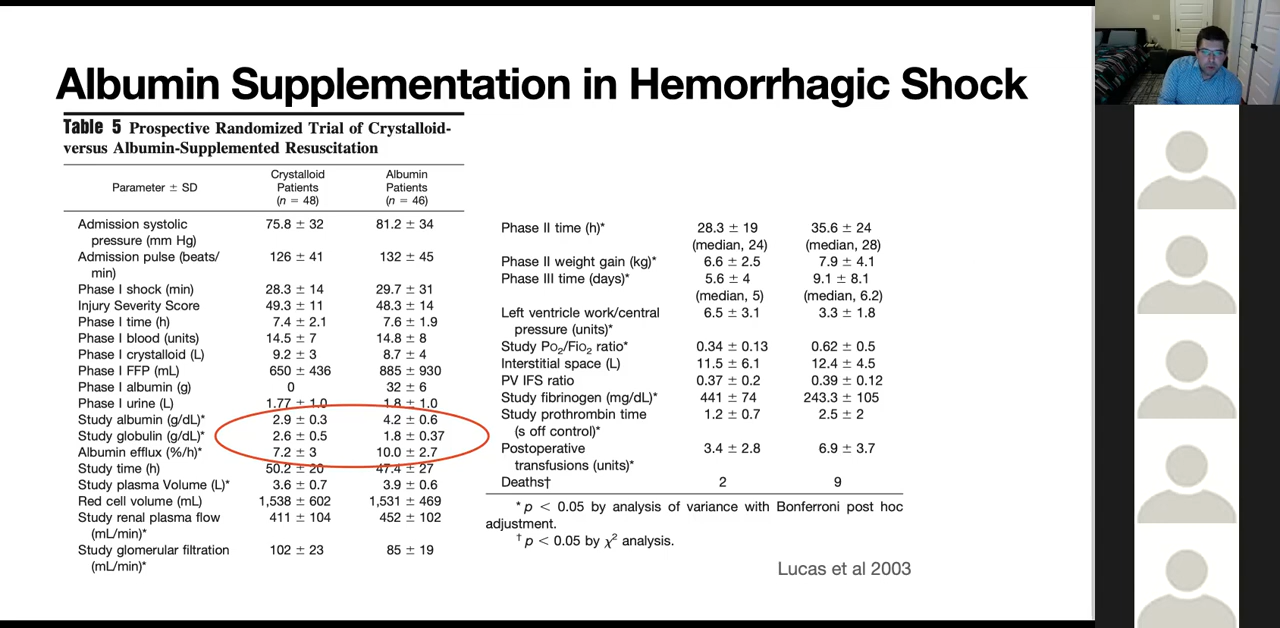 Albumin Supplementation in Hemorrhagic Shock
Table 5 Prospective Randomized Trial of Crystalloid-
versus Albumin-Supplemented Resuscitation
Parameter ± SD
Crystalloid
Patients
(n = 48)
Albumin
Patients
(n = 46)
Admission systolic 75.8 ± 32 81.2 ± 34
pressure (mm Hg)
Admission pulse (beats/ 126 ± 41 132 ± 45
min)
Phase I shock (min) 28.3 ± 14 29.7 ± 31
Injury Severity Score 49.3 ± 11 48.3 ± 14
Phase I time (h) 7.4 ± 2.1 7.6 ± 1.9
Phase I blood (units) 14.5 ± 7 14.8 ± 8
Phase I crystalloid (L) 9.2 ± 3 8.7 ± 4
Phase I FFP (mL) 650 ± 436 885 ± 930
Phase I albumin (g) 0 32 ± 6
Phase I urine (L) 1.77 ± 1.0 1.8 ± 1.0
Study albumin (g/dL)* 2.9 ± 0.3 4.2 ± 0.6
Study globulin (g/dL)* 2.6 ± 0.5 1.8 ± 0.37
Albumin efflux (%/h)* 7.2 ± 3 10.0 ± 2.7
Study time (h) 50.2 ± 20 47.4 ± 27
Study plasma Volume (L)* 3.6 ± 0.7 3.9 ± 0.6
Red cell volume (mL) 1,538 ± 602 1,531 ± 469
Study renal plasma flow 411 ± 104 452 ± 102
(mL/min)*
Study glomerular filtration 102 ± 23 85 ± 19
(mL/min)*
Phase II time (h)* 28.3 ± 19 35.6 ± 24
(median, 24) (median, 28)
Phase II weight gain (kg)* 6.6 ± 2.5 7.9 ± 4.1
Phase III time (days)* 5.6 ± 4 9.1 ± 8.1
(median, 5) (median, 6.2)
Left ventricle work/central 6.5 ± 3.1 3.3 ± 1.8
pressure (units)*
Study PO2/FiO2 ratio* 0.34 ± 0.13 0.62 ± 0.5
Interstitial space (L) 11.5 ± 6.1 12.4 ± 4.5
PV IFS ratio 0.37 ± 0.2 0.39 ± 0.12
Study fibrinogen (mg/dL)* 441 ± 74 243.3 ± 105
Study prothrombin time 1.2 ± 0.7 2.5 ± 2
(s off control)*
Postoperative 3.4 ± 2.8 6.9 ± 3.7
transfusions (units)*
Deaths† 2 9
* p < 0.05 by analysis of variance with Bonferroni post hoc
adjustment.
† p < 0.05 by χ² analysis.
Lucas et al 2003